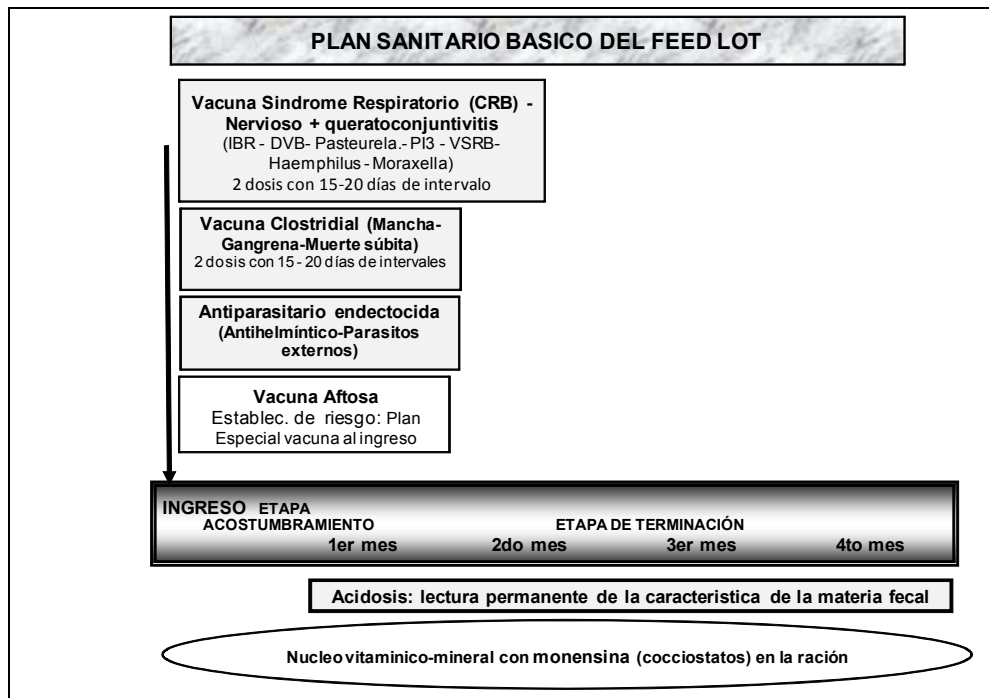 PLAN SANITARIO BASICO DEL FEED LOT
Vacuna Sindrome Respiratorio (CRB) -
Nervioso + queratoconjuntivitis
(IBR - DVB- Pasteurela.- PI3 - VSRB-
Haemphilus - Moraxella)
2 dosis con 15-20 días de intervalo
Vacuna Clostridial (Mancha-
Gangrena-Muerte súbita)
2 dosis con 15 - 20 días de intervales
Antiparasitario endectocida
(Antihelmíntico-Parasitos
externos)
Vacuna Aftosa
Establec. de riesgo: Plan
Especial vacuna al ingreso
INGRESO ETAPA
ACOSTUMBRAMIENTO ETAPA DE TERMINACIÓN
1er mes 2do mes 3er mes 4to mes
Acidosis: lectura permanente de la caracteristica de la materia fecal
Nucleo vitaminico-mineral con monensina (cocciostatos) en la ración